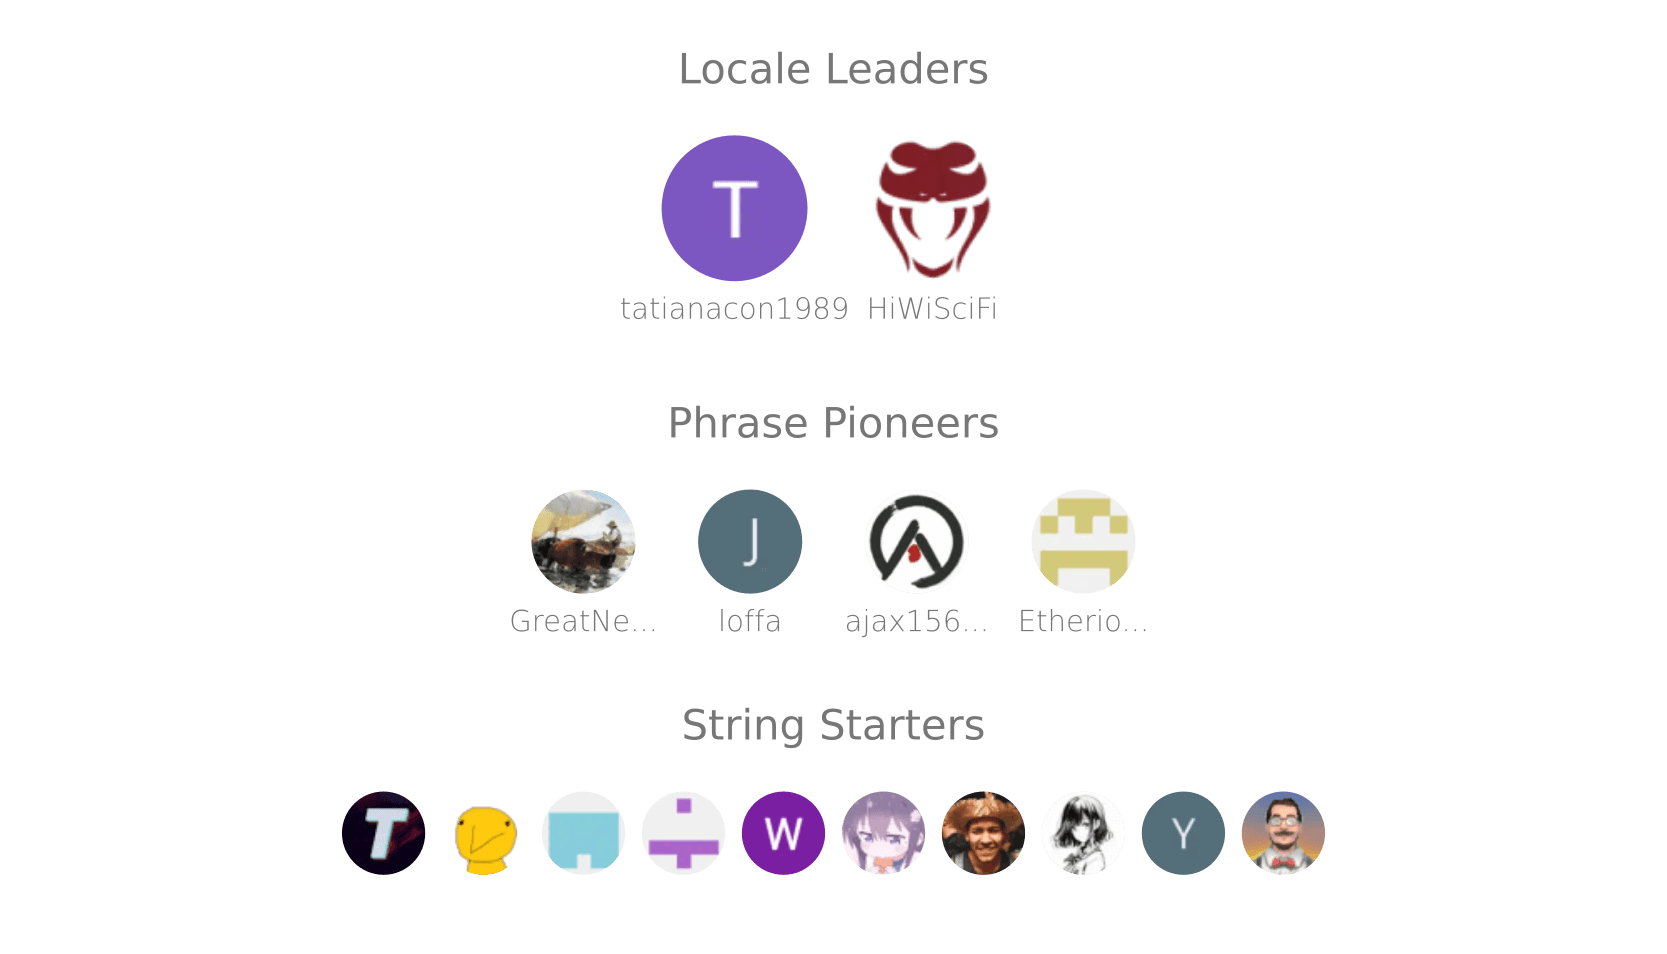 Locale Leaders
T
tatianacon1989 HiWiSciFi
Phrase Pioneers
J
GreatNe... loffa ajax156... Etherio...
String Starters
T W Y